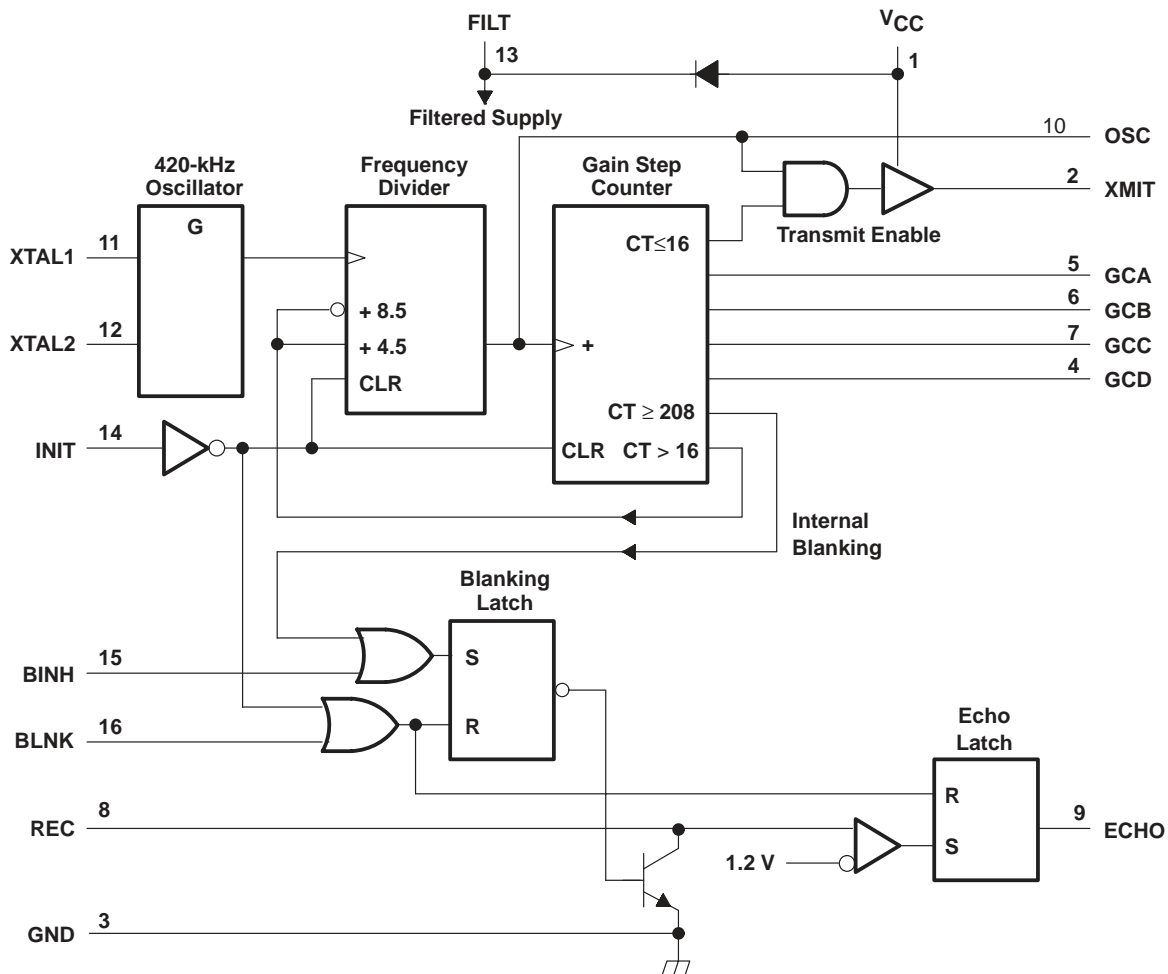 FILT
13
VCC
1
Filtered Supply
10
OSC
420-kHz
Oscillator
Frequency
Divider
Gain Step
Counter
G
2
XMIT
XTAL1
11
CT≤16
Transmit Enable
5
GCA
+ 8.5
6
GCB
XTAL2
12
+ 4.5
+
7
GCC
CLR
4
GCD
CT ≥ 208
INIT
14
CLR
CT > 16
Internal
Blanking
Blanking
Latch
S
BINH
15
R
BLNK
16
Echo
Latch
R
REC
8
9
ECHO
S
1.2 V
GND
3